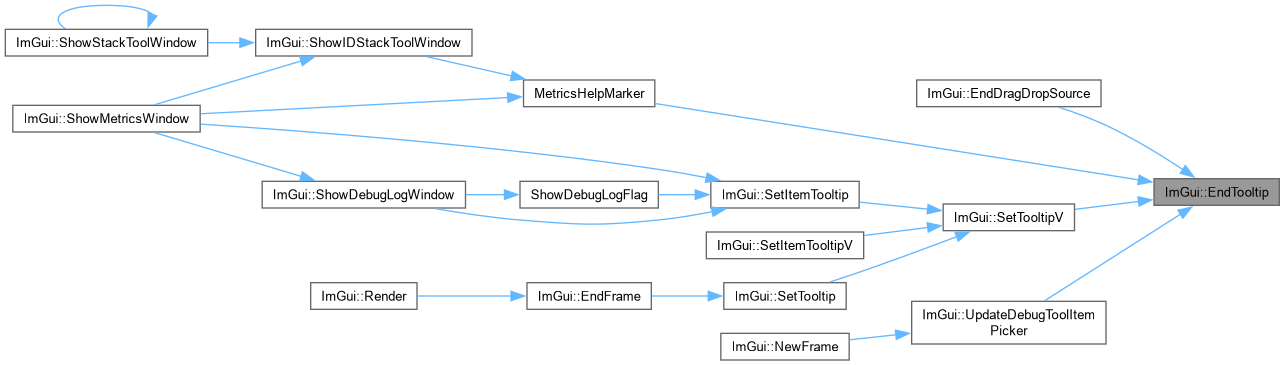 ImGui::ShowStackToolWindow
ImGui::ShowIDStackToolWindow
MetricsHelpMarker
ImGui::EndDragDropSource
ImGui::ShowMetricsWindow
ImGui::ShowDebugLogWindow
ShowDebugLogFlag
ImGui::SetItemTooltip
ImGui::EndTooltip
ImGui::SetTooltipV
ImGui::SetItemTooltipV
ImGui::Render
ImGui::EndFrame
ImGui::SetTooltip
ImGui::UpdateDebugToolItem
Picker
ImGui::NewFrame